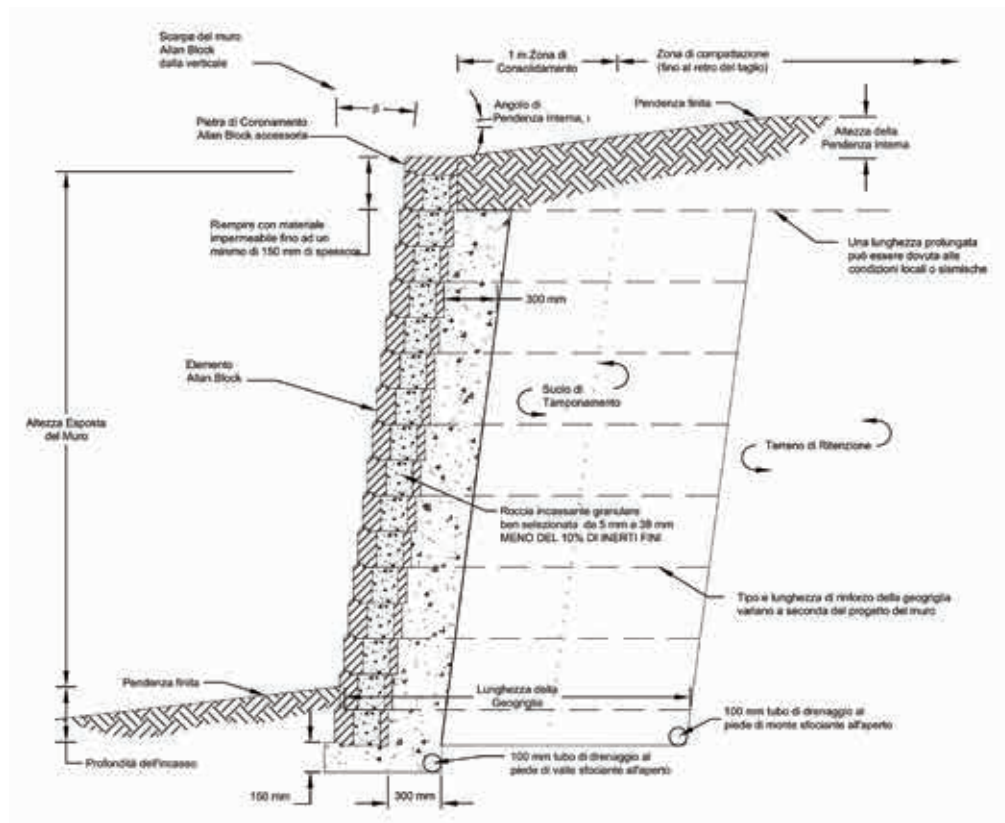 Scarpa del muro
Allan Block
dalla verticale
1 m Zona di
Consolidamento
Zona di compattazione
(fino al retro del taglio)
β
Angolo di
Pendenza Interna, ι
Pendenza finita
Altezza della
Pendenza Interna
Pietra di Coronamento
Allan Block accessoria
Riempire con materiale
impermeabile fino ad un
minimo di 150 mm di spessore
Una lunghezza prolungata
può essere dovuta alle
condizioni locali o sismische
300 mm
Elemento
Allan Block
Suolo di
Tamponamento
Altezza Esposta
del Muro
Terreno di Ritenzione
Roccia incassante granulare
ben selezionata da 5 mm a 38 mm
MENO DEL 10% DI INERTI FINI
Tipo e lunghezza di rinforzo della geogriglia
variano a seconda del progetto del muro
Pendenza finita
Lunghezza della
Geogriglia
100 mm tubo di drenaggio al
piede di monte sfociante all'aperto
Profondità dell'incasso
100 mm tubo di drenaggio al
piede di valle sfociante all'aperto
150 mm
300 mm